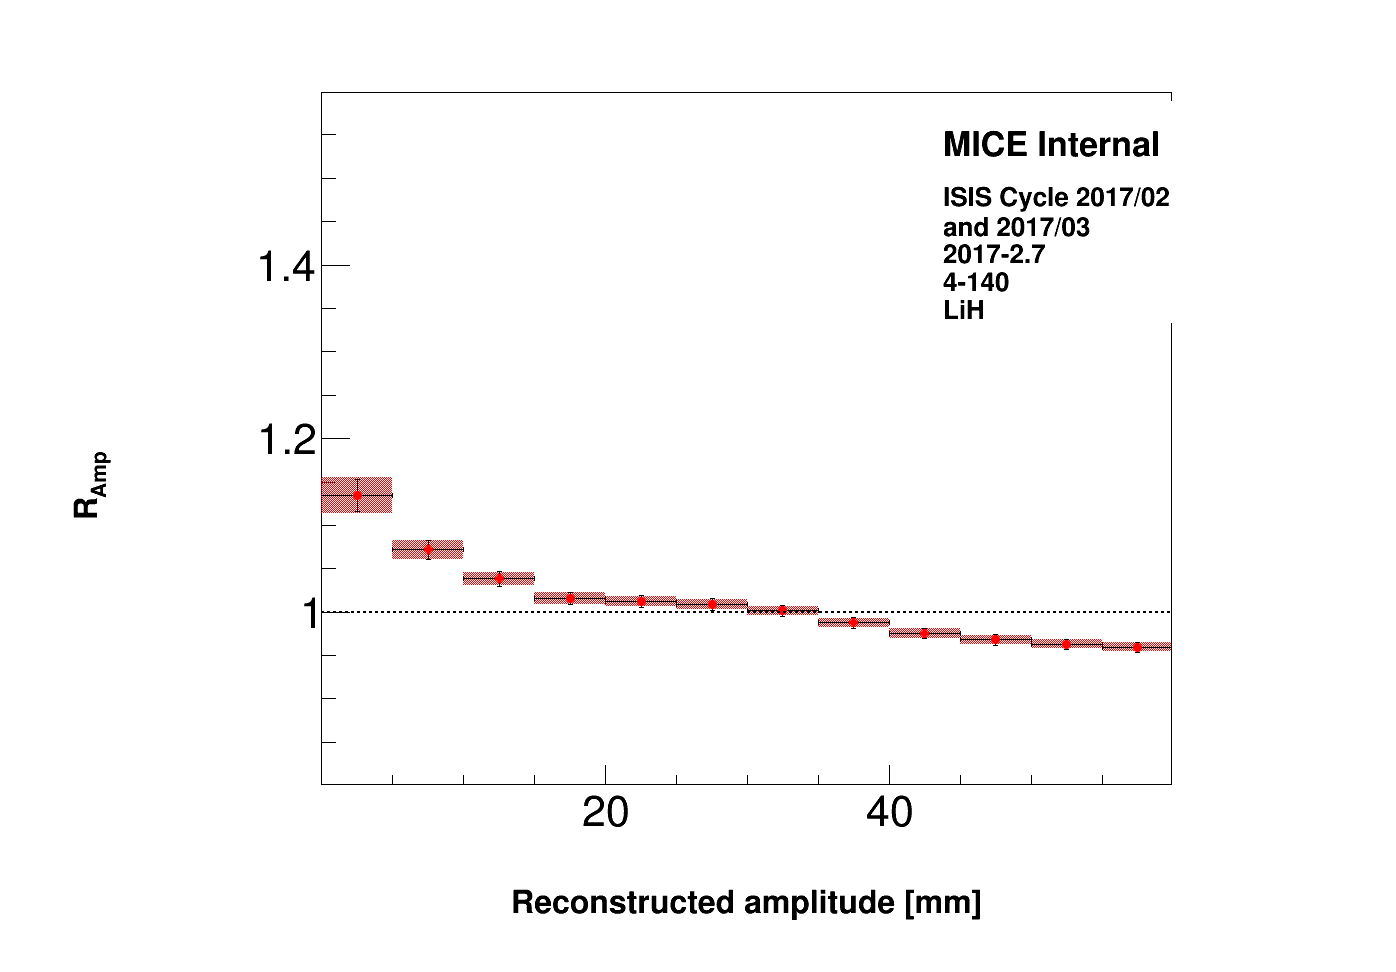 MICE Internal
ISIS Cycle 2017/02
and 2017/03
2017-2.7
4-140
LiH
1.4
1.2
1
R_Amp
20
40
Reconstructed amplitude [mm]